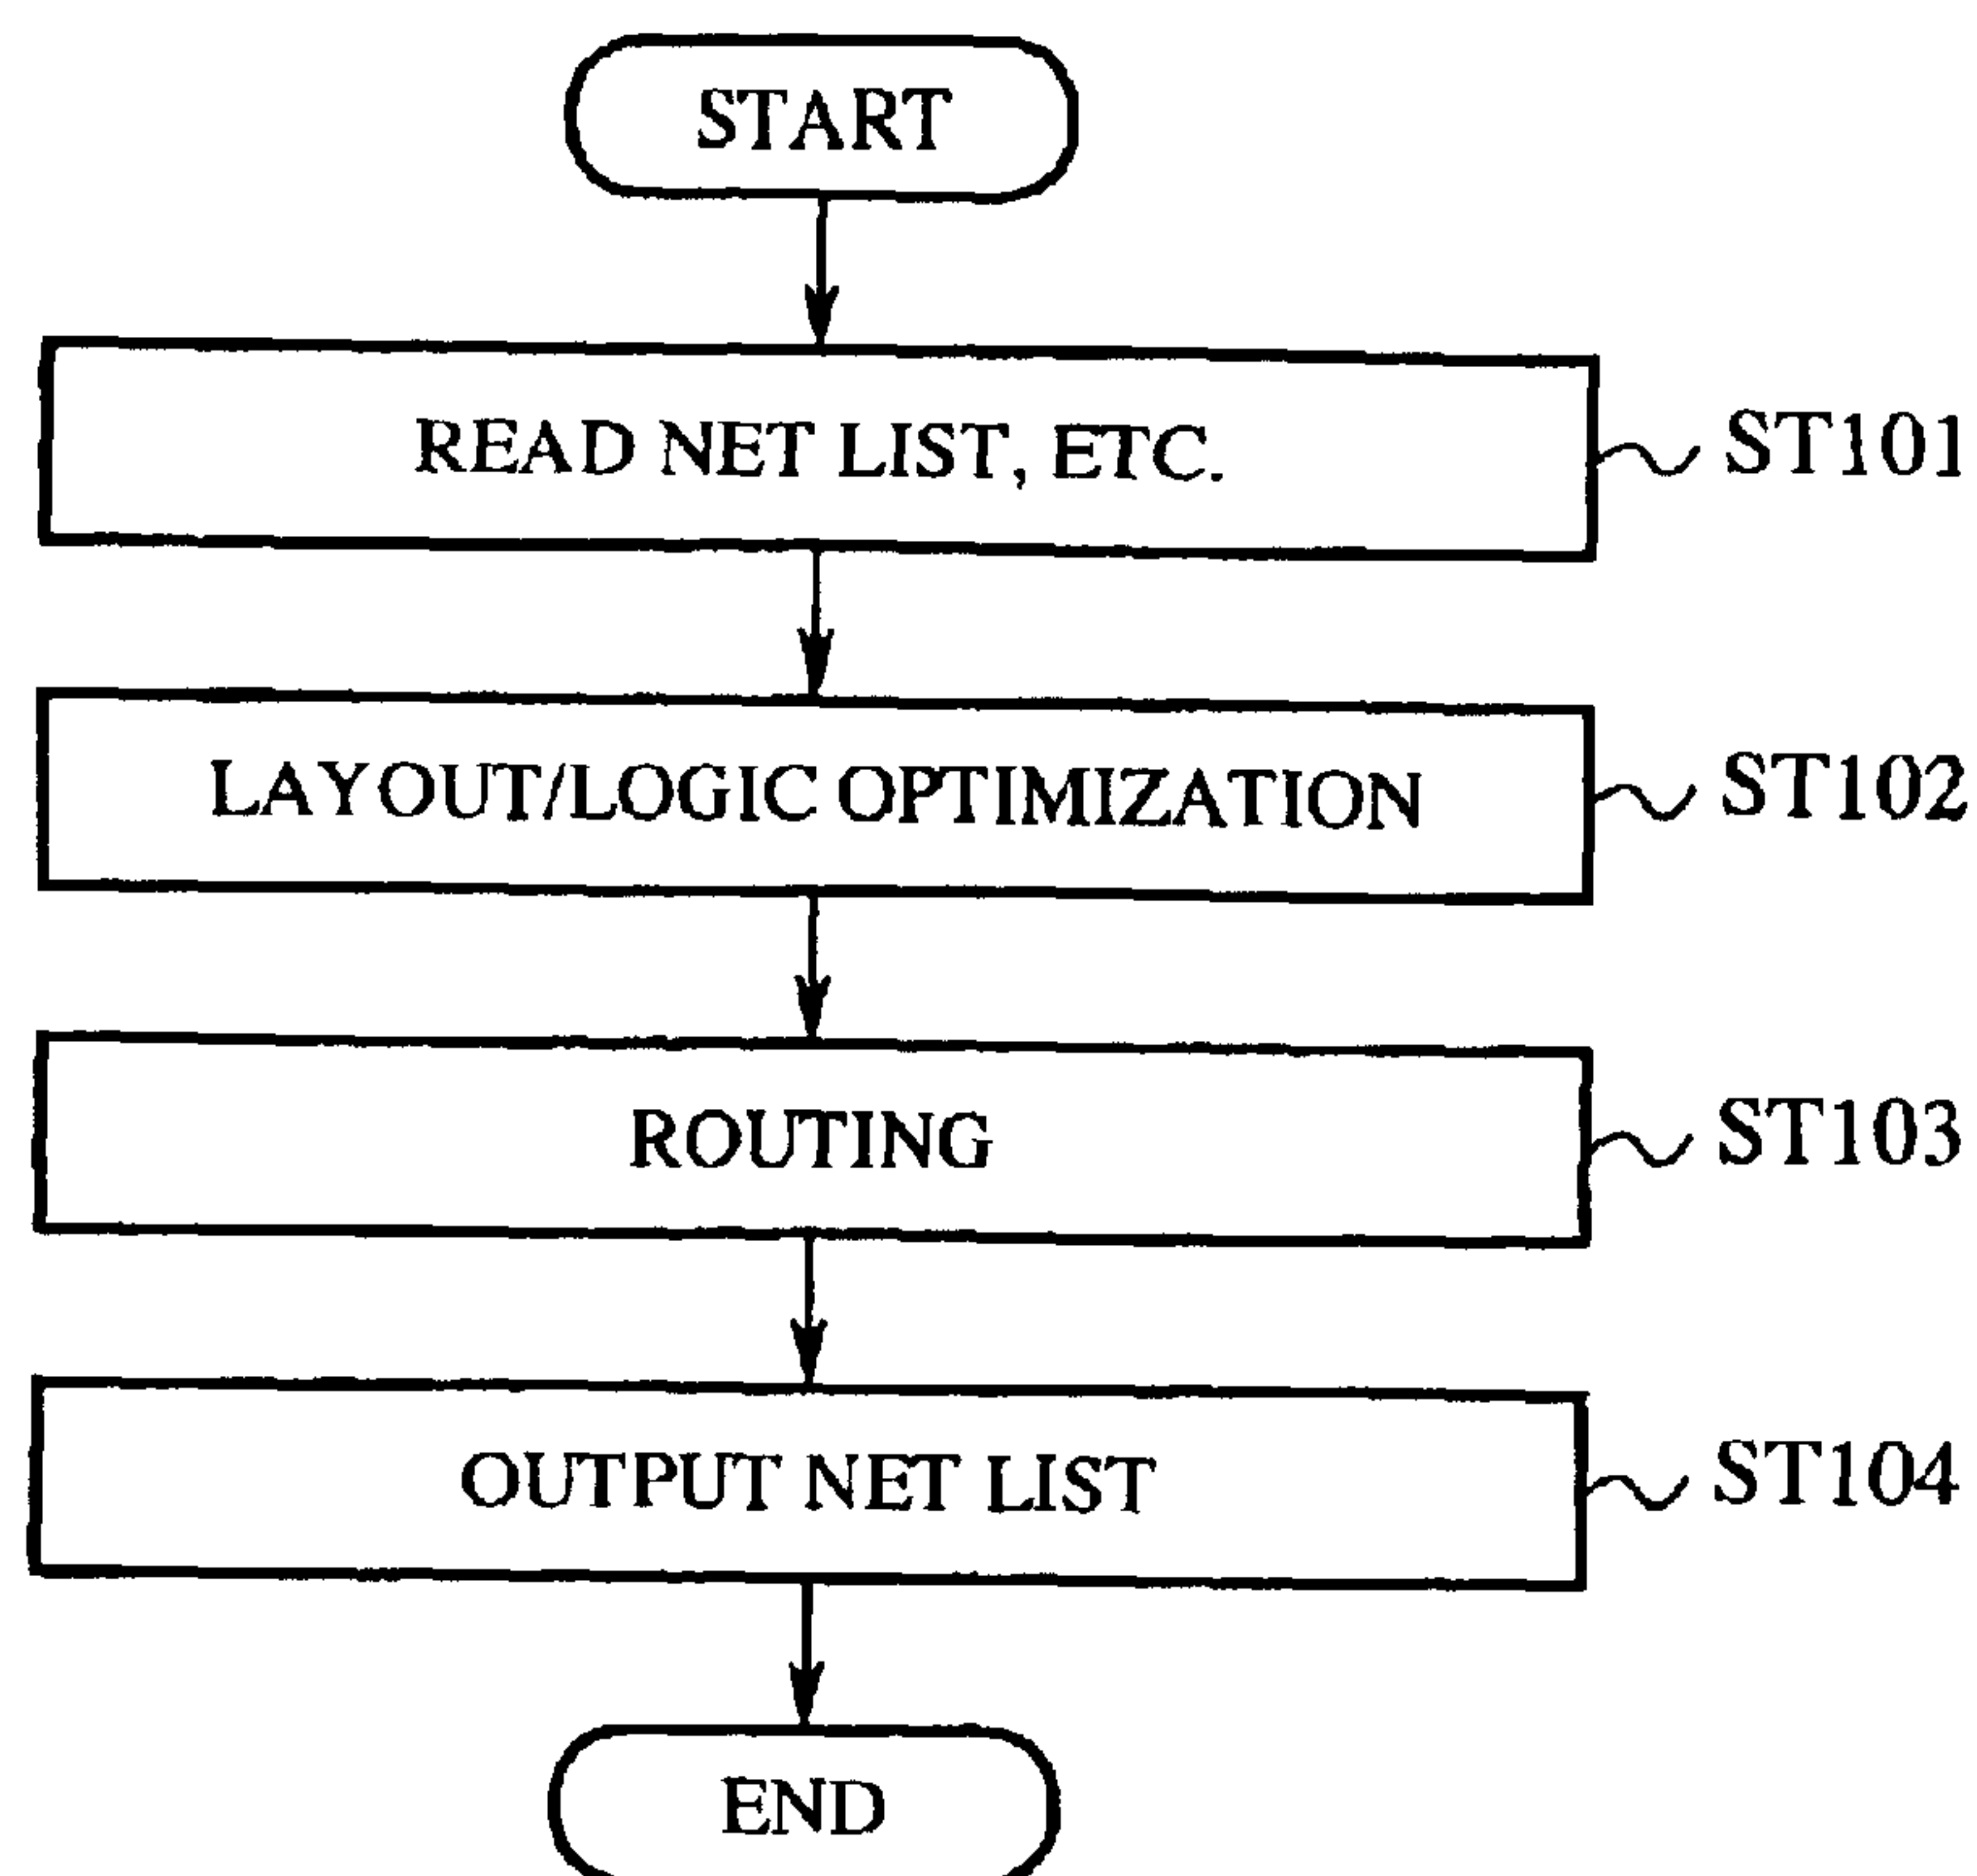 START
READ NET LIST, ETC.
ST101
LAYOUT/LOGIC OPTIMIZATION
ST102
ROUTING
ST103
OUTPUT NET LIST
ST104
END